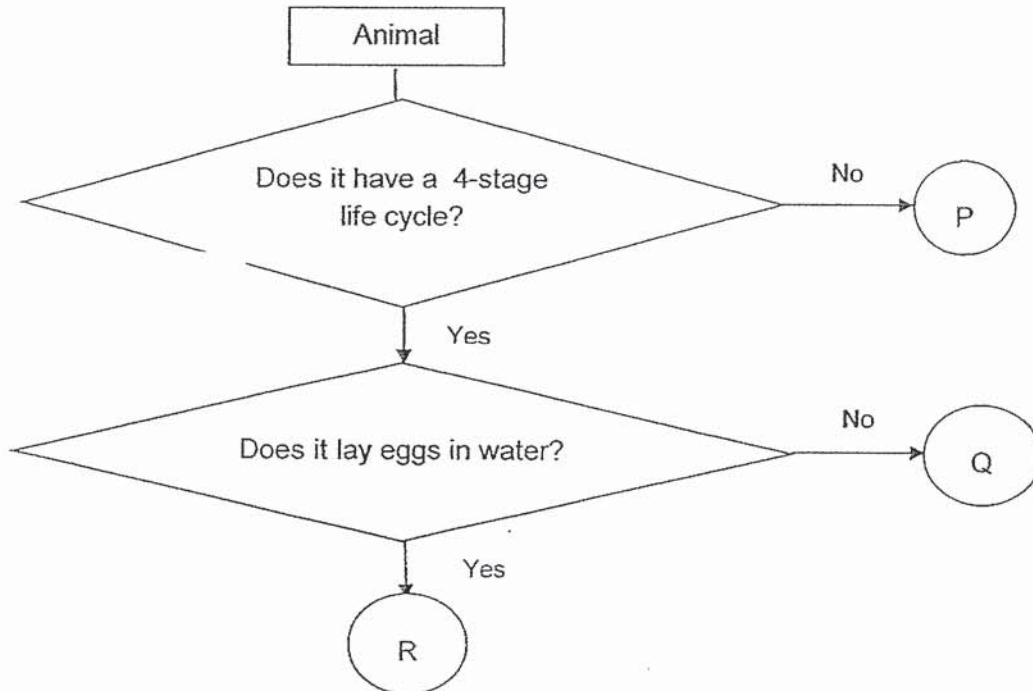 Animal
Does it have a 4-stage
life cycle?
No
P
Yes
Does it lay eggs in water?
No
Q
Yes
R